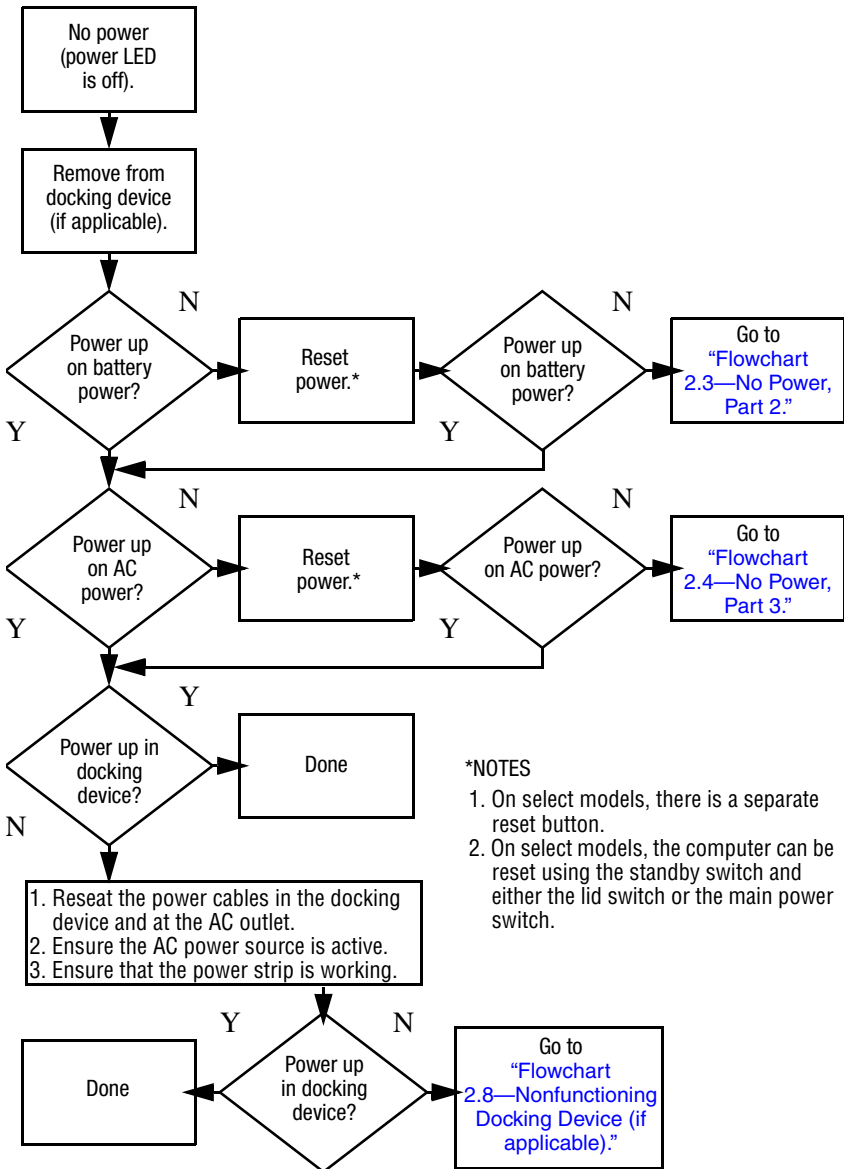 No power
(power LED
is off).
Remove from
docking device
(if applicable).
N
N
Power up
on battery
power?
Reset
power.*
Power up
on battery
power?
Go to
“Flowchart
2.3—No Power,
Part 2.”
Y
Y
N
N
Power up
on AC
power?
Reset
power.*
Power up
on AC power?
Go to
“Flowchart
2.4—No Power,
Part 3.”
Y
Y
Y
Power up in
docking
device?
Done
N
*NOTES
1. On select models, there is a separate
reset button.
2. On select models, the computer can be
reset using the standby switch and
either the lid switch or the main power
switch.
1. Reseat the power cables in the docking
device and at the AC outlet.
2. Ensure the AC power source is active.
3. Ensure that the power strip is working.
Y
N
Done
Power up
in docking
device?
Go to
“Flowchart
2.8—Nonfunctioning
Docking Device (if
applicable).”